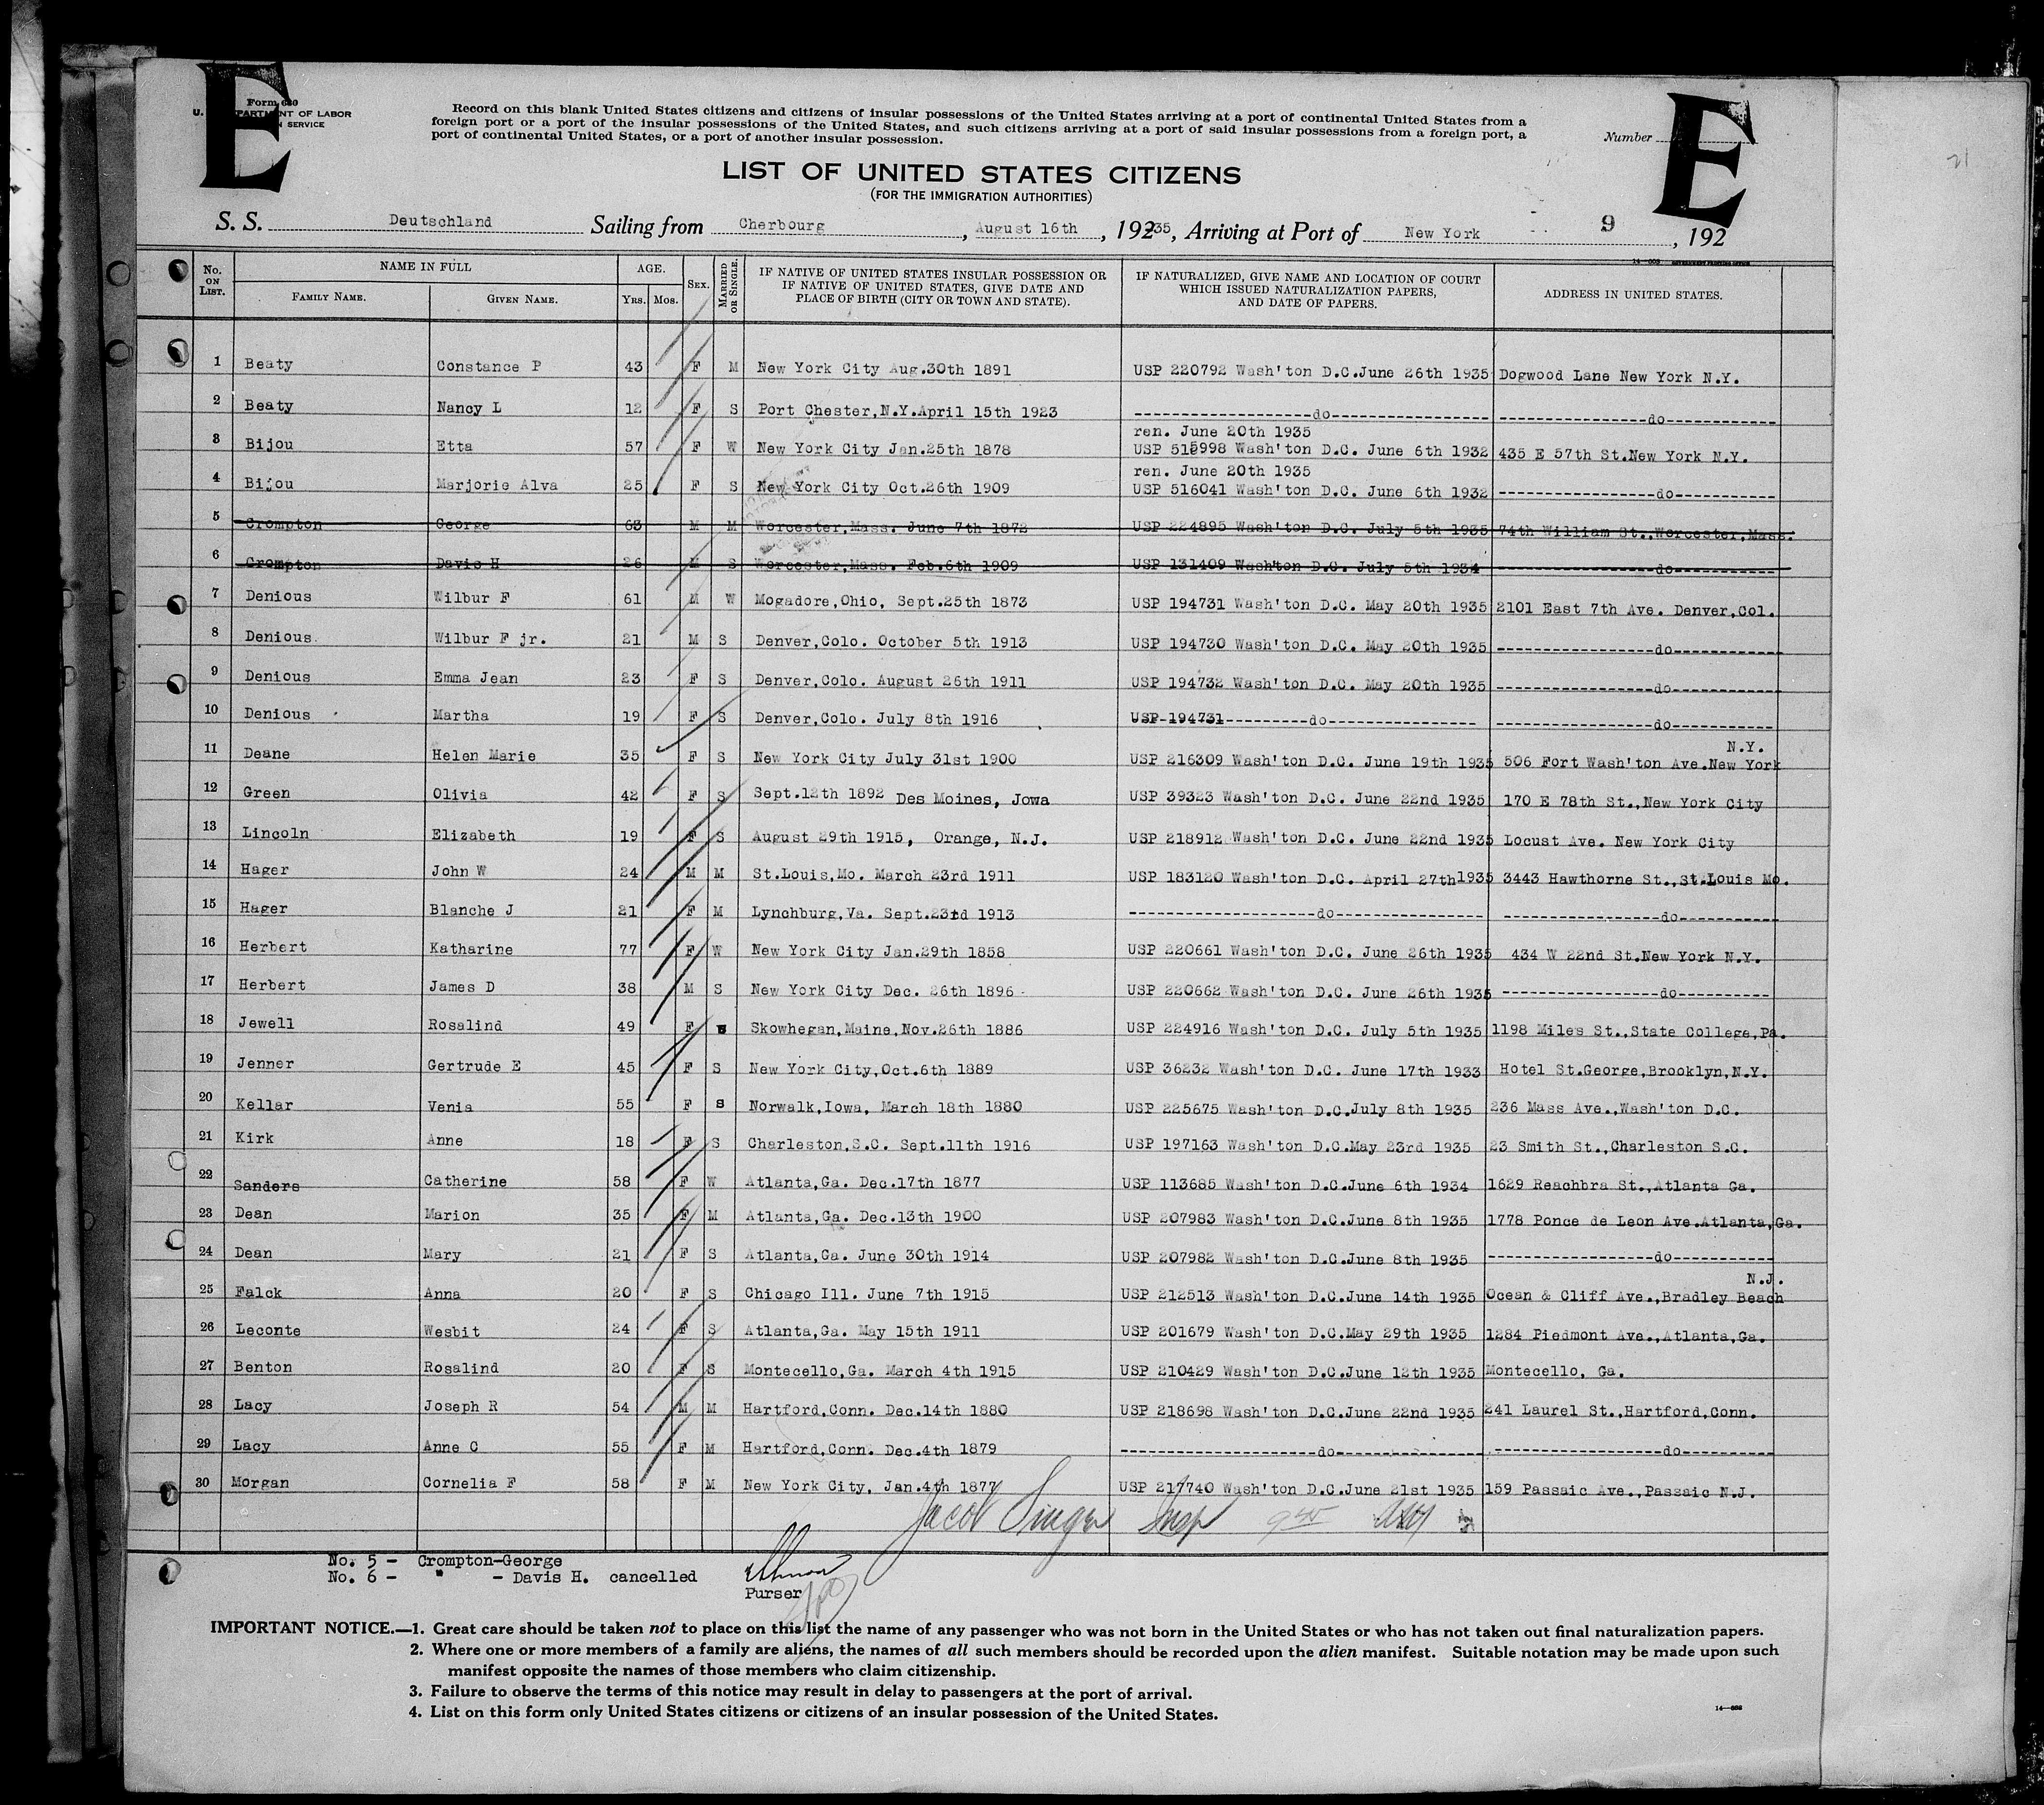 E E
Form 630
U. DEPARTMENT OF LABOR
SERVICE
Record on this blank United States citizens and citizens of insular possessions of the United States arriving at a port of continental United States from a
foreign port or a port of the insular possessions of the United States, and such citizens arriving at a port of said insular possessions from a foreign port, a
port of continental United States, or a port of another insular possession.
Number
21
LIST OF UNITED STATES CITIZENS
(FOR THE IMMIGRATION AUTHORITIES)
S. S. Deutschland Sailing from Cherbourg, August 16th, 19235, Arriving at Port of New York 9, 192
No. ON LIST. NAME IN FULL FAMILY NAME. GIVEN NAME. AGE. YRS. MOS. SEX. MARRIED OR SINGLE. IF NATIVE OF UNITED STATES INSULAR POSSESSION OR IF NATIVE OF UNITED STATES, GIVE DATE AND PLACE OF BIRTH (CITY OR TOWN AND STATE). IF NATURALIZED, GIVE NAME AND LOCATION OF COURT WHICH ISSUED NATURALIZATION PAPERS, AND DATE OF PAPERS. ADDRESS IN UNITED STATES.
1 Beaty Constance P 43 F M New York City Aug.30th 1891 USP 220792 Wash'ton D.C.June 26th 1935 Dogwood Lane New York N.Y.
2 Beaty Nancy L 12 F S Port Chester,N.Y.April 15th 1923 ---do--- ---do---
ren. June 20th 1935
3 Bijou Etta 57 F W New York City Jan.25th 1878 USP 515998 Wash'ton D.C. June 6th 1932 435 E 57th St.New York N.Y.
ren. June 20th 1935
4 Bijou Marjorie Alva 25 F S New York City Oct.26th 1909 USP 516041 Wash'ton D.C. June 6th 1932 ---do---
5 Crompton George 63 M M Worcester,Mass. June 7th 1872 USP 224895 Wash'ton D.C. July 5th 1935 74th William St.,Worcester,Mass.
6 Crompton Davis H 26 M S Worcester,Mass. Feb.6th 1909 USP 131409 Wash'ton D.C. July 5th 1934 ---do---
7 Denious Wilbur F 61 M W Mogadore,Ohio, Sept.25th 1873 USP 194731 Wash'ton D.C. May 20th 1935 2101 East 7th Ave. Denver,Col.
8 Denious. Wilbur F jr. 21 M S Denver,Colo. October 5th 1913 USP 194730 Wash'ton D.C. May 20th 1935 ---do---
9 Denious Emma Jean 23 F S Denver,Colo. August 26th 1911 USP 194732 Wash'ton D.C. May 20th 1935 ---do---
10 Denious Martha 19 F S Denver,Colo. July 8th 1916 USP 194731---do--- ---do---
N.Y.
11 Deane Helen Marie 35 F S New York City July 31st 1900 USP 216309 Wash'ton D.C. June 19th 1935 506 Fort Wash'ton Ave.New York
12 Green Olivia 42 F S Sept.12th 1892 Des Moines, Jowa USP 39323 Wash'ton D.C. June 22nd 1935 170 E 78th St.,New York City
13 Lincoln Elizabeth 19 F S August 29th 1915, Orange, N.J. USP 218912 Wash'ton D.C. June 22nd 1935 Locust Ave. New York City
14 Hager John W 24 M M St.Louis,Mo. March 23rd 1911 USP 183120 Wash'ton D.C. April 27th1935 3443 Hawthorne St.,St.Louis Mo.
15 Hager Blanche J 21 F M Lynchburg,Va. Sept.23rd 1913 ---do--- ---do---
16 Herbert Katharine 77 F W New York City Jan.29th 1858 USP 220661 Wash'ton D.C. June 26th 1935 434 W 22nd St.New York N.Y.
17 Herbert James D 38 M S New York City Dec. 26th 1896 USP 220662 Wash'ton D.C. June 26th 1935 ---do---
18 Jewell Rosalind 49 F S Skowhegan,Maine,Nov.26th 1886 USP 224916 Wash'ton D.C. July 5th 1935 1198 Miles St.,State College,Pa.
19 Jenner Gertrude E 45 F S New York City,Oct.6th 1889 USP 36232 Wash'ton D.C. June 17th 1933 Hotel St.George,Brooklyn,N.Y.
20 Kellar Venia 55 F S Norwalk,Iowa, March 18th 1880 USP 225675 Wash'ton D.C.July 8th 1935 236 Mass Ave.,Wash'ton D.C.
21 Kirk Anne 18 F S Charleston,S.C. Sept.11th 1916 USP 197163 Wash'ton D.C.May 23rd 1935 23 Smith St.,Charleston S.C.
22 Sanders Catherine 58 F W Atlanta,Ga. Dec.17th 1877 USP 113685 Wash'ton D.C.June 6th 1934 1629 Reachbra St.,Atlanta Ga.
23 Dean Marion 35 F M Atlanta,Ga. Dec.13th 1900 USP 207983 Wash'ton D.C.June 8th 1935 1778 Ponce de Leon Ave.Atlanta,Ga.
24 Dean Mary 21 F S Atlanta,Ga. June 30th 1914 USP 207982 Wash'ton D.C.June 8th 1935 ---do---
N.J.
25 Falck Anna 20 F S Chicago Ill. June 7th 1915 USP 212513 Wash'ton D.C.June 14th 1935 Ocean & Cliff Ave.,Bradley Beach
26 Leconte Wesbit 24 F S Atlanta,Ga. May 15th 1911 USP 201679 Wash'ton D.C.May 29th 1935 1284 Piedmont Ave.,Atlanta,Ga.
27 Benton Rosalind 20 F S Montecello,Ga. March 4th 1915 USP 210429 Wash'ton D.C.June 12th 1935 Montecello, Ga.
28 Lacy Joseph R 54 M M Hartford,Conn. Dec.14th 1880 USP 218698 Wash'ton D.C.June 22nd 1935 241 Laurel St.,Hartford,Conn.
29 Lacy Anne C 55 F M Hartford,Conn. Dec.4th 1879 ---do--- ---do---
30 Morgan Cornelia F 58 F M New York City, Jan.4th 1877 USP 217740 Wash'ton D.C.June 21st 1935 159 Passaic Ave.,Passaic N.J.
Jacob Singer Insp 9 45
No. 5 - Crompton-George
No. 6 - " - Davis H. cancelled
Purser
IMPORTANT NOTICE.—1. Great care should be taken not to place on this list the name of any passenger who was not born in the United States or who has not taken out final naturalization papers.
2. Where one or more members of a family are aliens, the names of all such members should be recorded upon the alien manifest. Suitable notation may be made upon such
manifest opposite the names of those members who claim citizenship.
3. Failure to observe the terms of this notice may result in delay to passengers at the port of arrival.
4. List on this form only United States citizens or citizens of an insular possession of the United States.